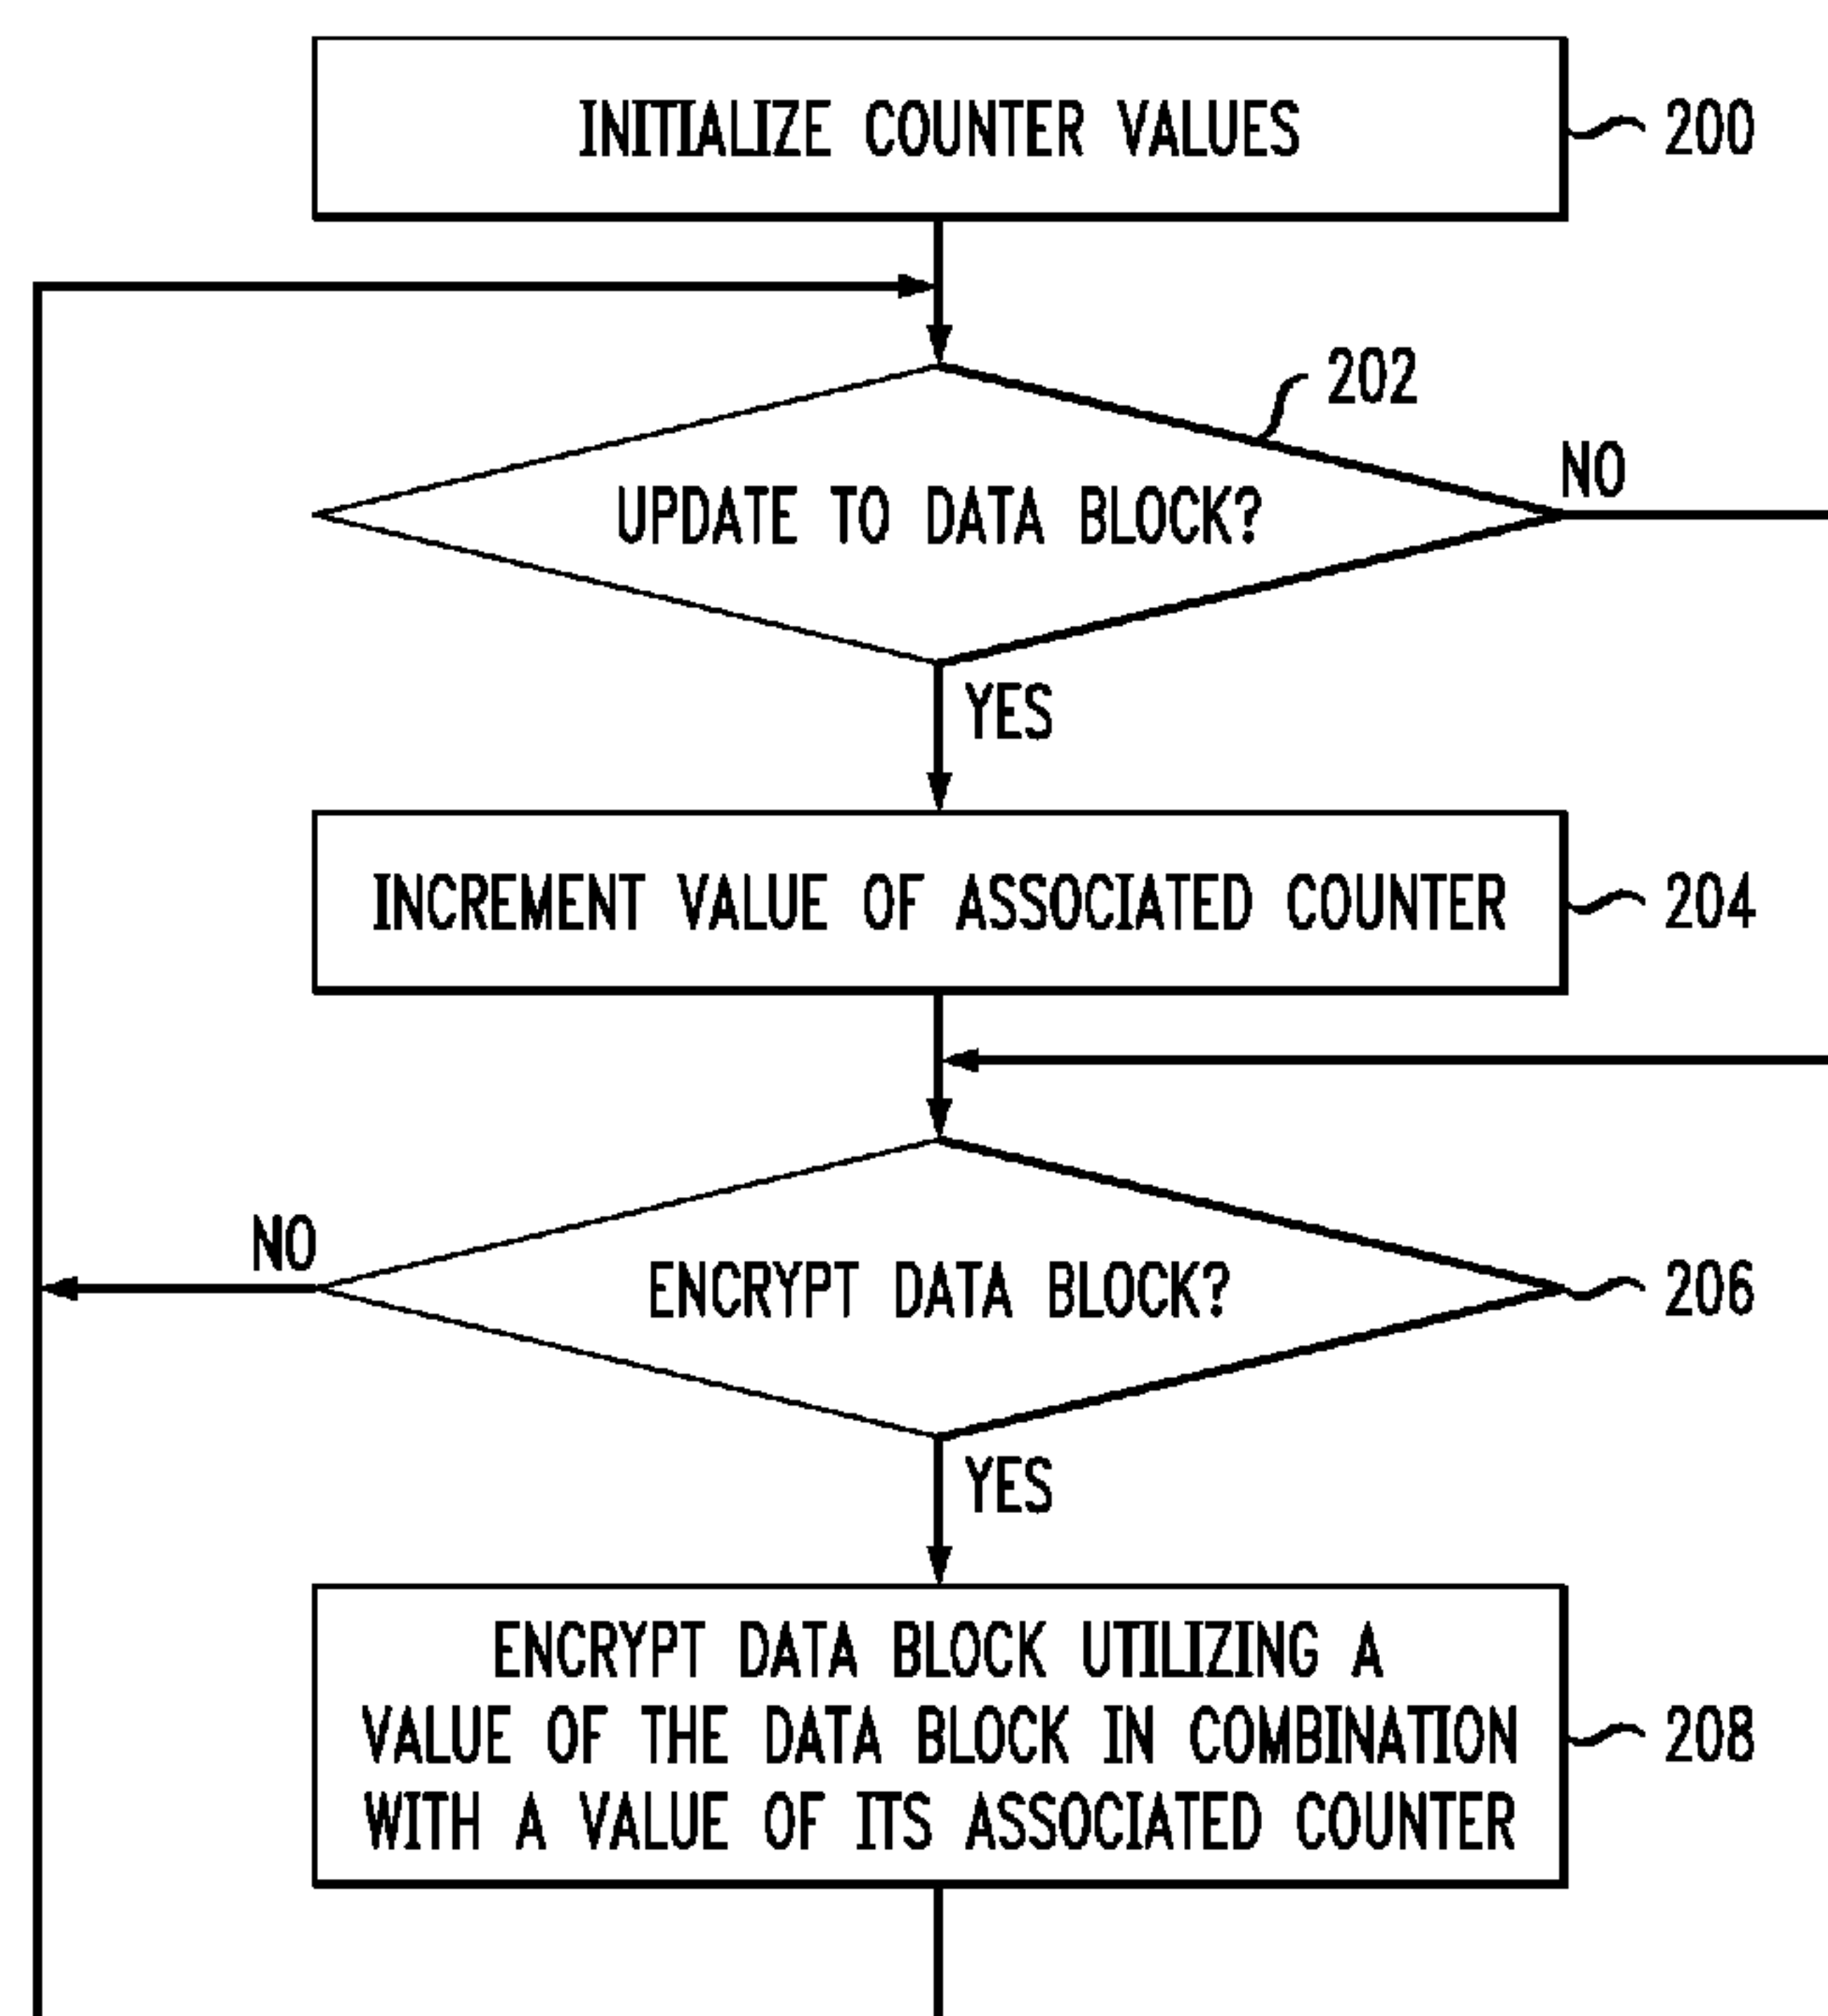 INITIALIZE COUNTER VALUES
200
202
UPDATE TO DATA BLOCK?
NO
YES
INCREMENT VALUE OF ASSOCIATED COUNTER
204
NO
ENCRYPT DATA BLOCK?
206
YES
ENCRYPT DATA BLOCK UTILIZING A
VALUE OF THE DATA BLOCK IN COMBINATION
WITH A VALUE OF ITS ASSOCIATED COUNTER
208